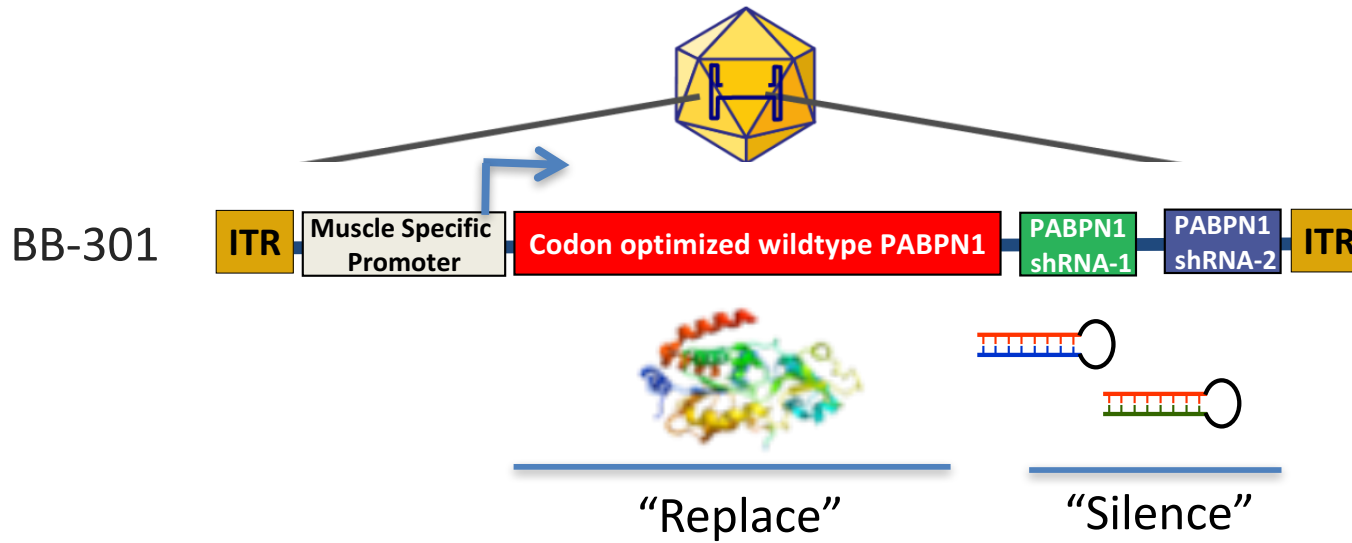 BB-301
ITR
Muscle Specific
Promoter
Codon optimized wildtype PABPN1
PABPN1
shRNA-1
PABPN1
shRNA-2
ITR
“Replace”
“Silence”